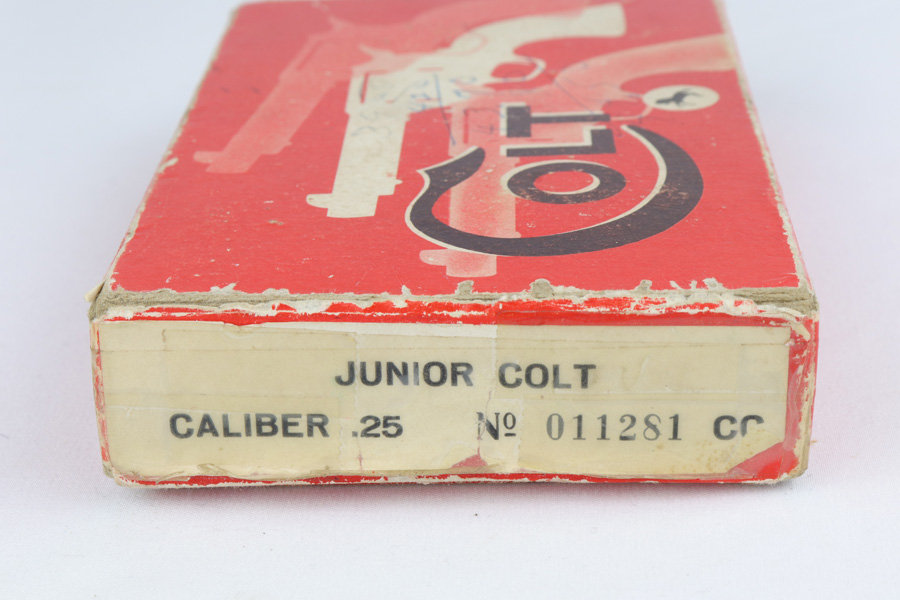 COLT
JUNIOR COLT
CALIBER .25 Nº 011281 CC